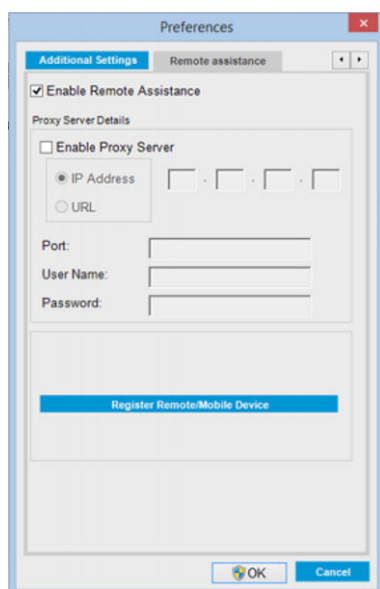 Preferences
Additional Settings
Remote assistance
Enable Remote Assistance
Proxy Server Details
Enable Proxy Server
IP Address
URL
Port:
User Name:
Password:
Register Remote/Mobile Device
OK
Cancel